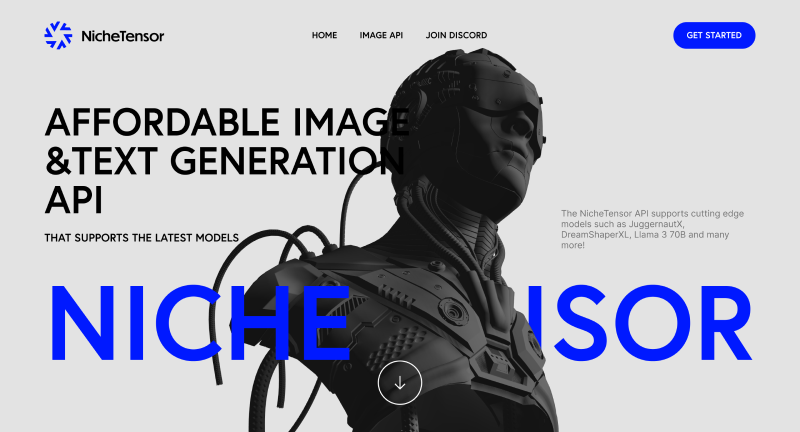 NicheTensor
HOME IMAGE API JOIN DISCORD
GET STARTED
AFFORDABLE IMAGE
&TEXT GENERATION
API
THAT SUPPORTS THE LATEST MODELS
The NicheTensor API supports cutting edge
models such as JuggernautX,
DreamShaperXL, Llama 3 70B and many
more!
NICHE ISOR